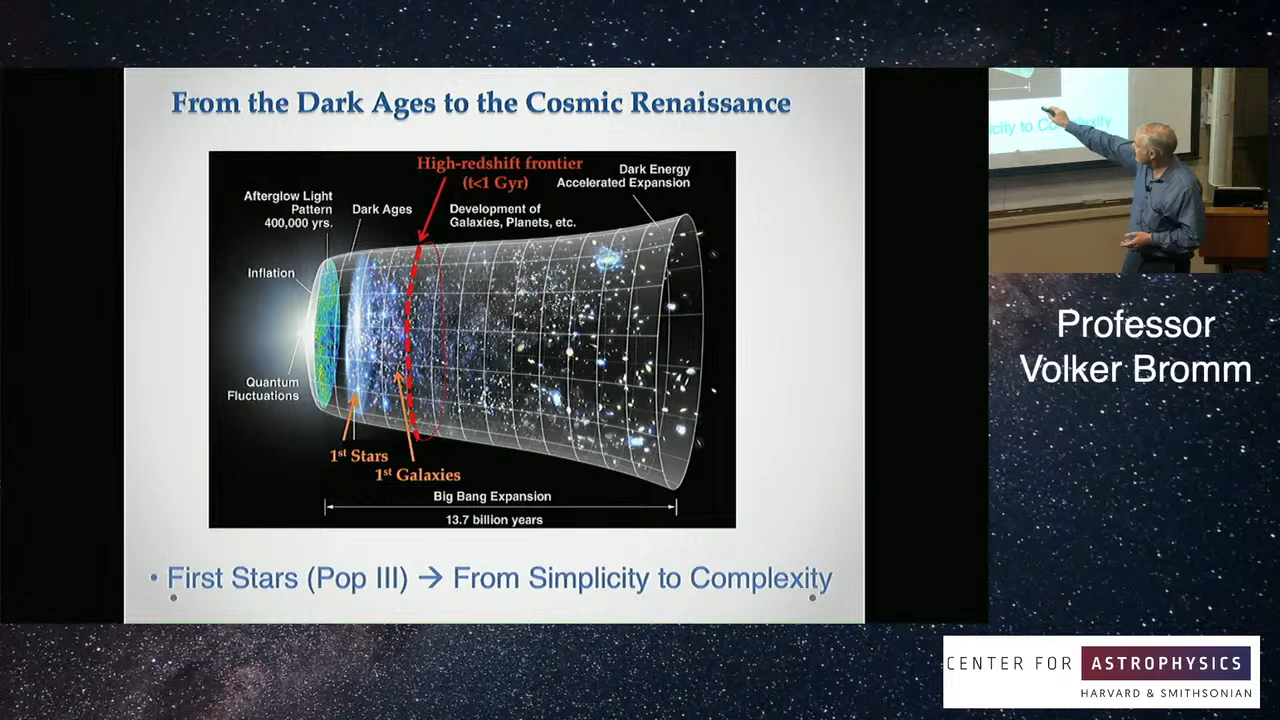 From the Dark Ages to the Cosmic Renaissance
High-redshift frontier
(t<1 Gyr)
Dark Energy
Accelerated Expansion
Afterglow Light
Pattern
400,000 yrs.
Dark Ages
Development of
Galaxies, Planets, etc.
Inflation
Quantum
Fluctuations
1st Stars
1st Galaxies
Big Bang Expansion
13.7 billion years
• First Stars (Pop III) → From Simplicity to Complexity
icity to Complexity
Professor
Volker Bromm
CENTER FOR ASTROPHYSICS
HARVARD & SMITHSONIAN